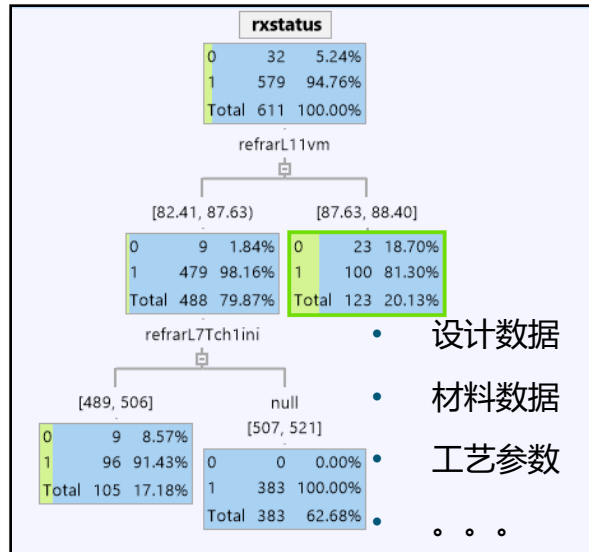 rxstatus
0 32 5.24%
1 579 94.76%
Total 611 100.00%
refrarL11vm
[82.41, 87.63)
[87.63, 88.40]
0 9 1.84%
1 479 98.16%
Total 488 79.87%
0 23 18.70%
1 100 81.30%
Total 123 20.13%
refrarL7Tch1ini
[489, 506]
null
[507, 521]
0 9 8.57%
1 96 91.43%
Total 105 17.18%
0 0 0.00%
1 383 100.00%
Total 383 62.68%
• 设计数据
• 材料数据
• 工艺参数
• 。。。